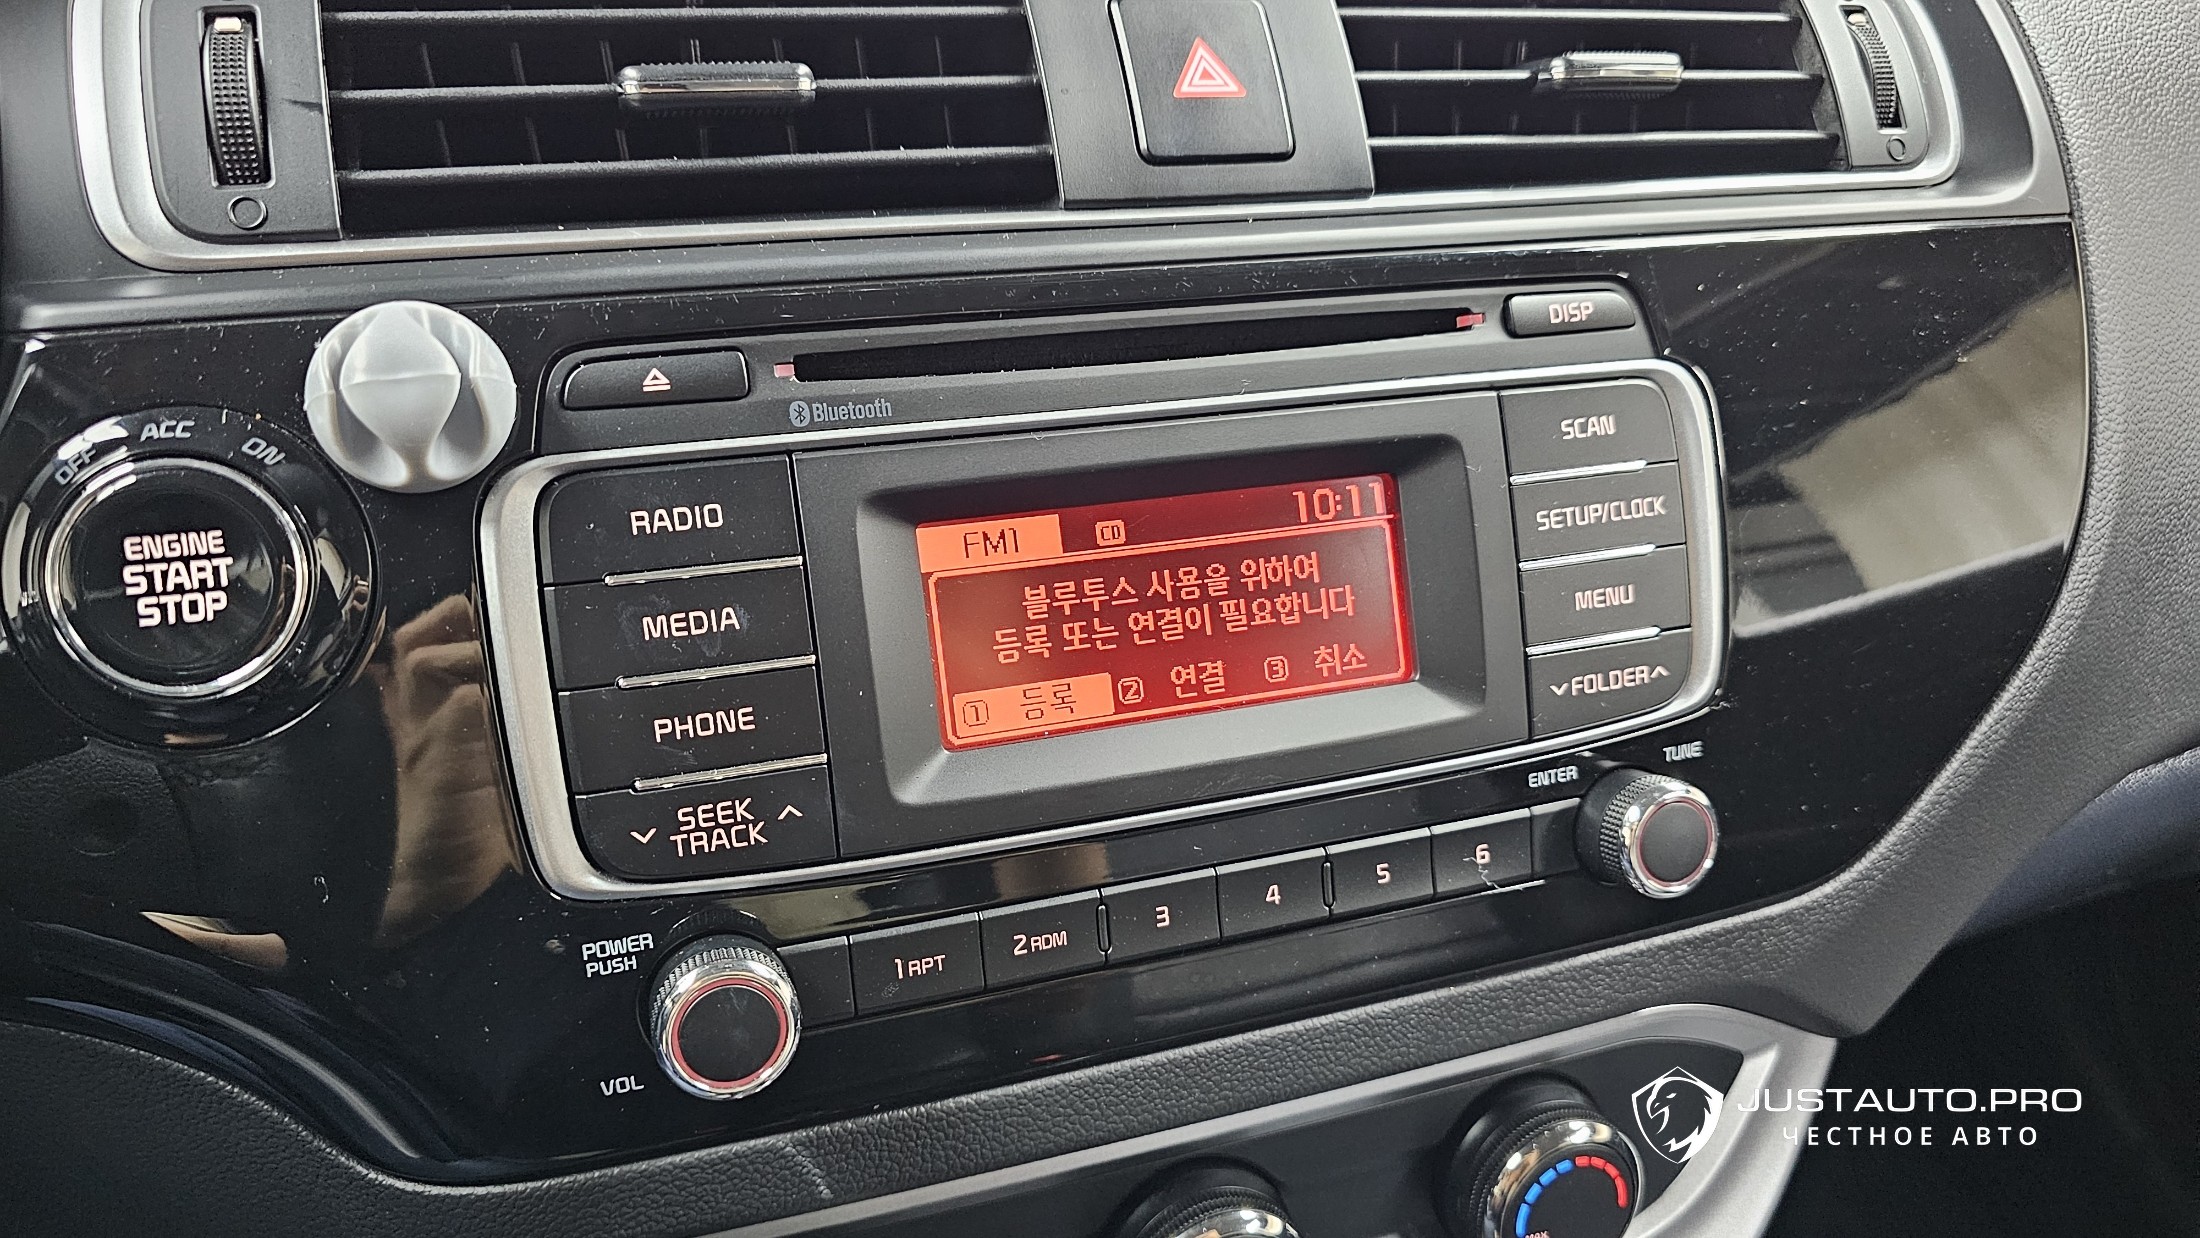 DISP
Bluetooth
OFF
ACC
ON
ENGINE
START
STOP
RADIO
MEDIA
PHONE
SEEK
TRACK
FM1
CD
10:11
블루투스 사용을 위하여
등록 또는 연결이 필요합니다
1 등록 2 연결 3 취소
SCAN
SETUP/CLOCK
MENU
FOLDER
ENTER
TUNE
POWER
PUSH
VOL
1 RPT
2 RDM
3
4
5
6
MAX
JUSTAUTO.PRO
ЧЕСТНОЕ АВТО